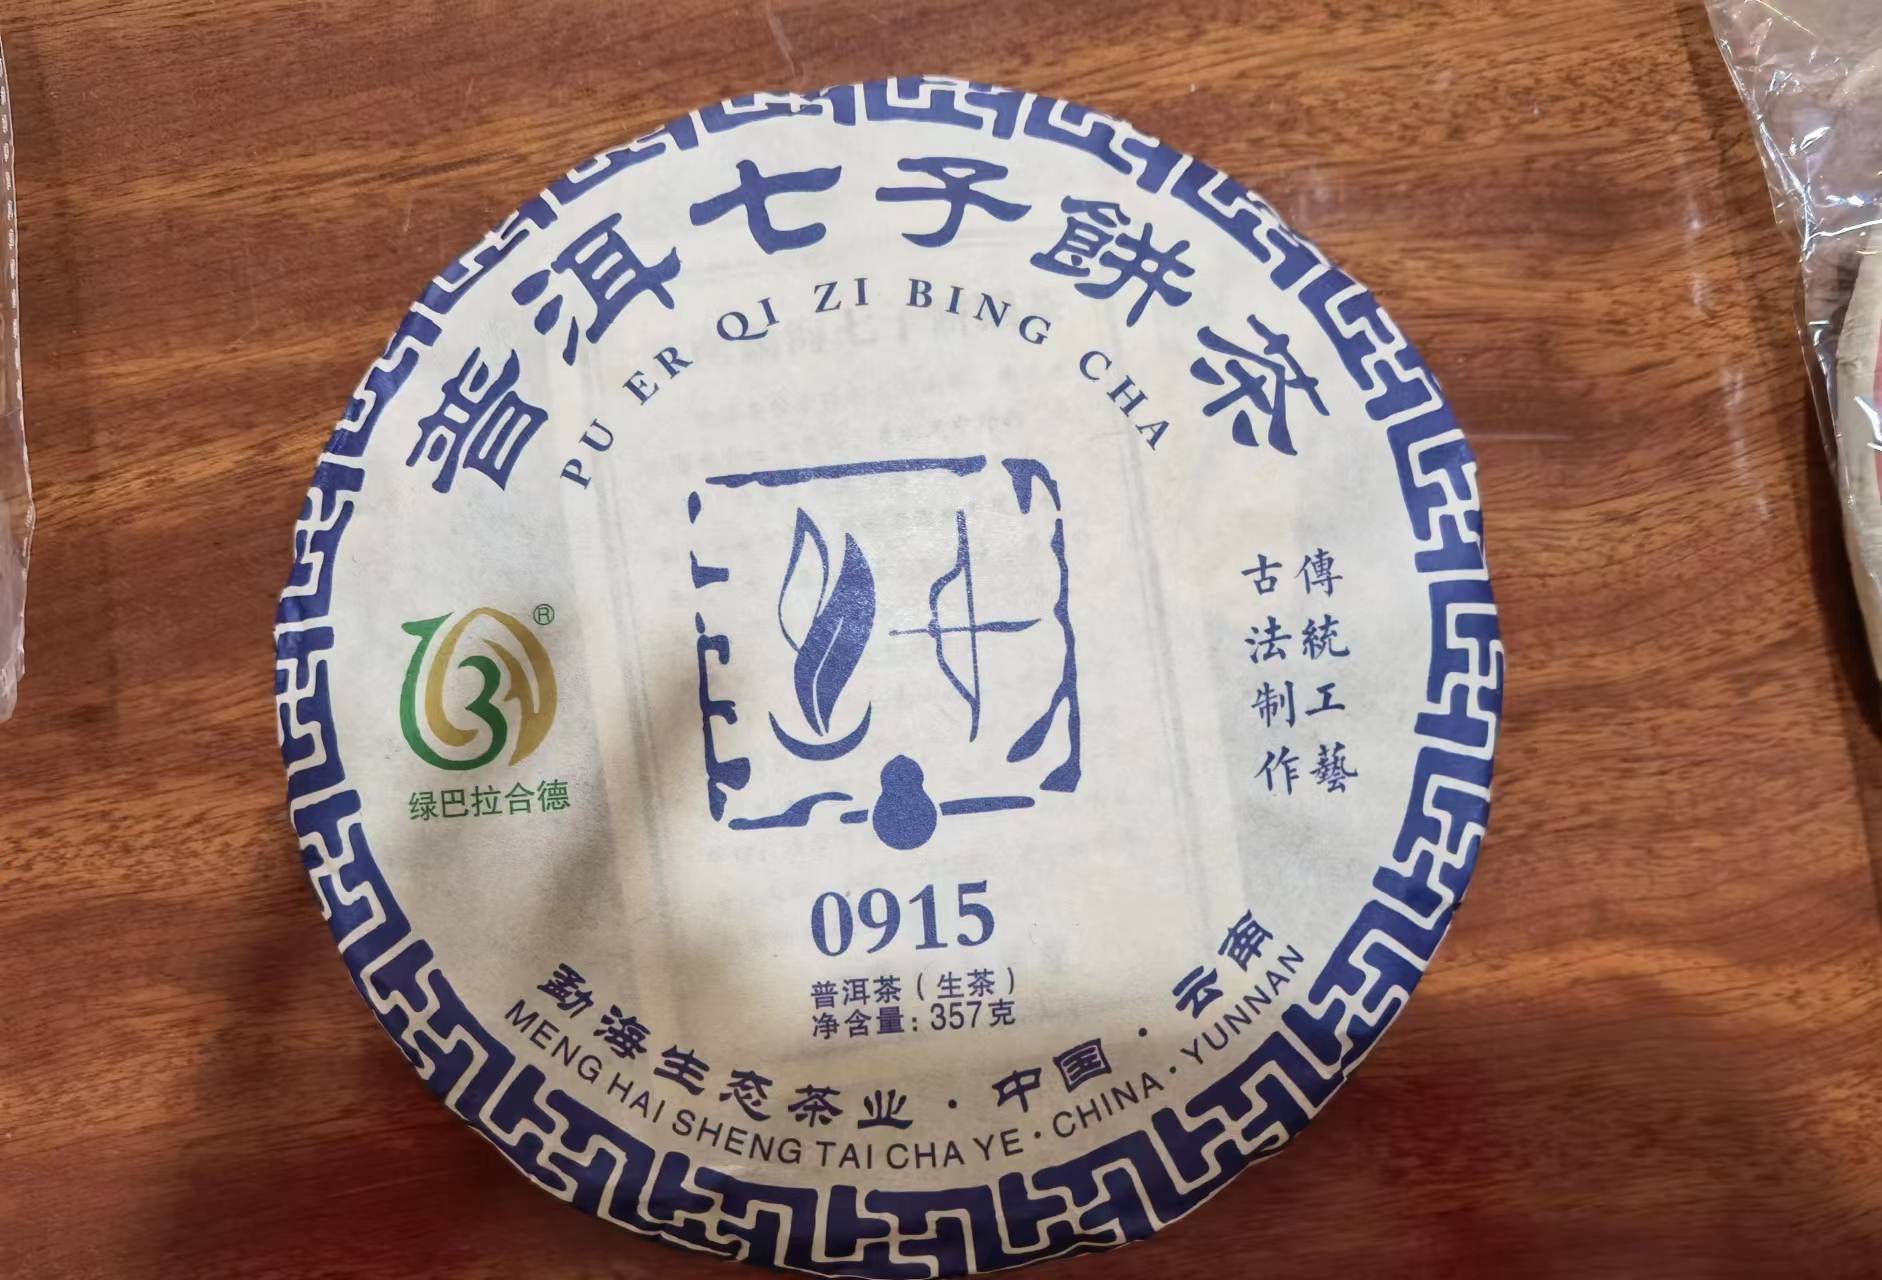 普洱七子餅茶
PU ER QI ZI BING CHA
傳統工藝
古法制作
®
绿巴拉合德
0915
普洱茶（生茶）
净含量：357克
勐海生态茶业·中国·云南
MENG HAI SHENG TAI CHA YE·CHINA·YUNNAN